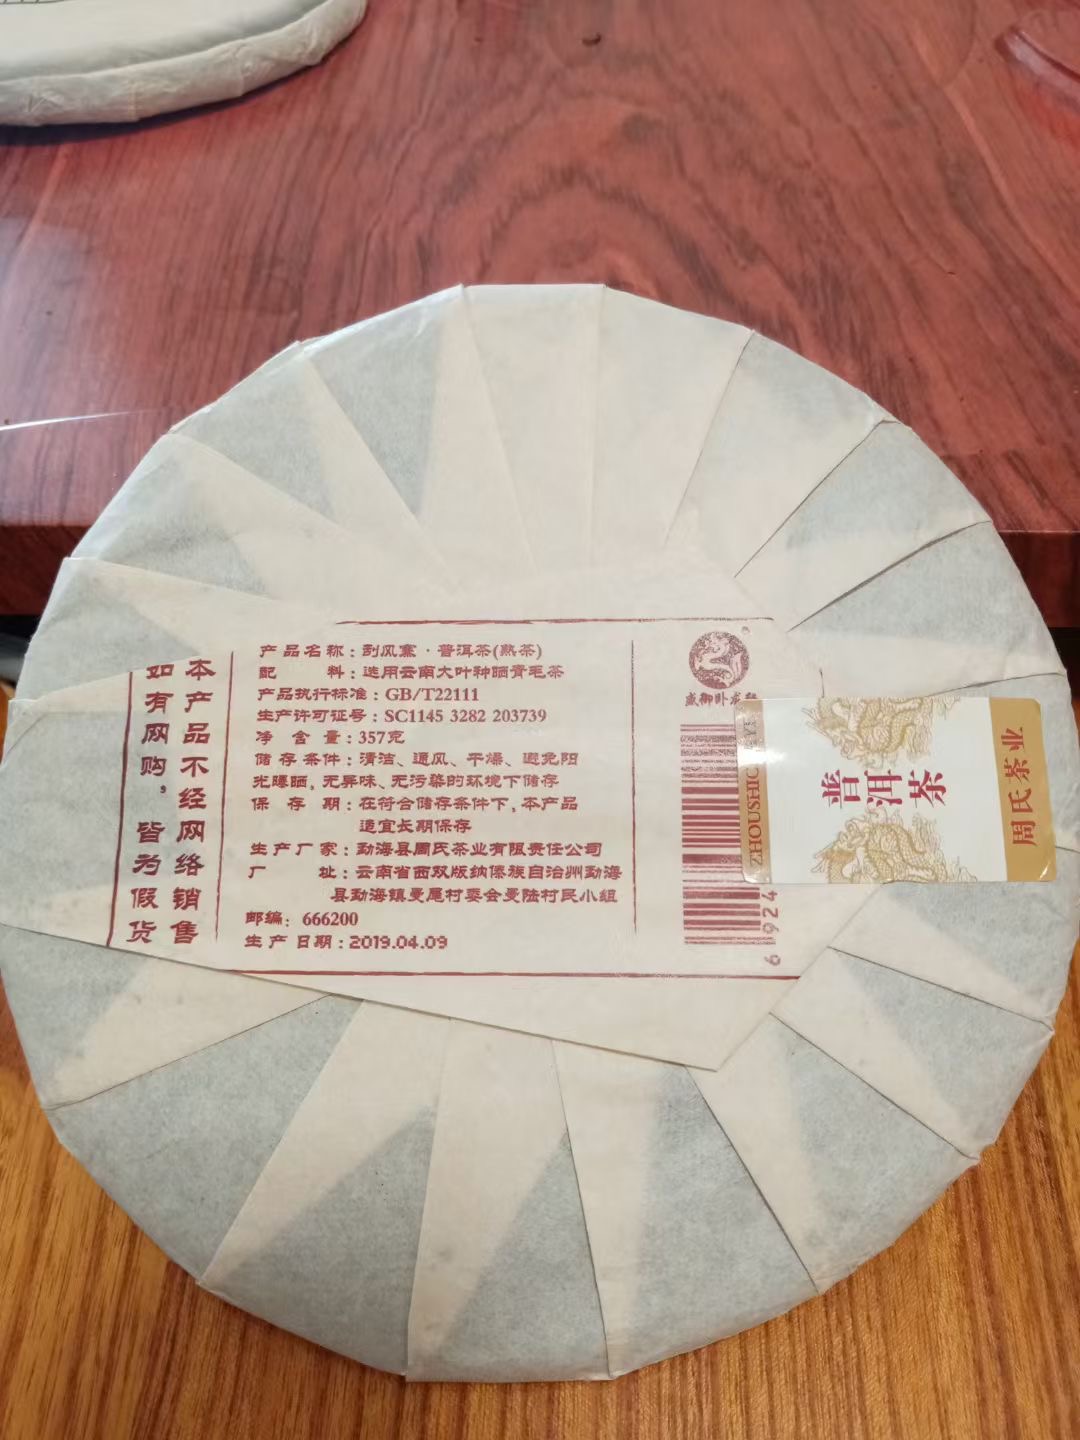 本产品不经网络销售
如有网购，皆为假货
产品名称：刮风寨·普洱茶(熟茶)
配 料：选用云南大叶种晒青毛茶
产品执行标准：GB/T22111
生产许可证号：SC1145 3282 203739
净 含 量：357克
储存条件：清洁、通风、干燥、避免阳
光曝晒，无异味、无污染的环境下储存
保 存 期：在符合储存条件下，本产品
适宜长期保存
生产厂家：勐海县周氏茶业有限责任公司
厂 址：云南省西双版纳傣族自治州勐海
县勐海镇曼尾村委会曼陆村民小组
邮编：666200
生产日期：2019.04.09
6 924
ZHOUSHIC
普洱茶
周氏茶业